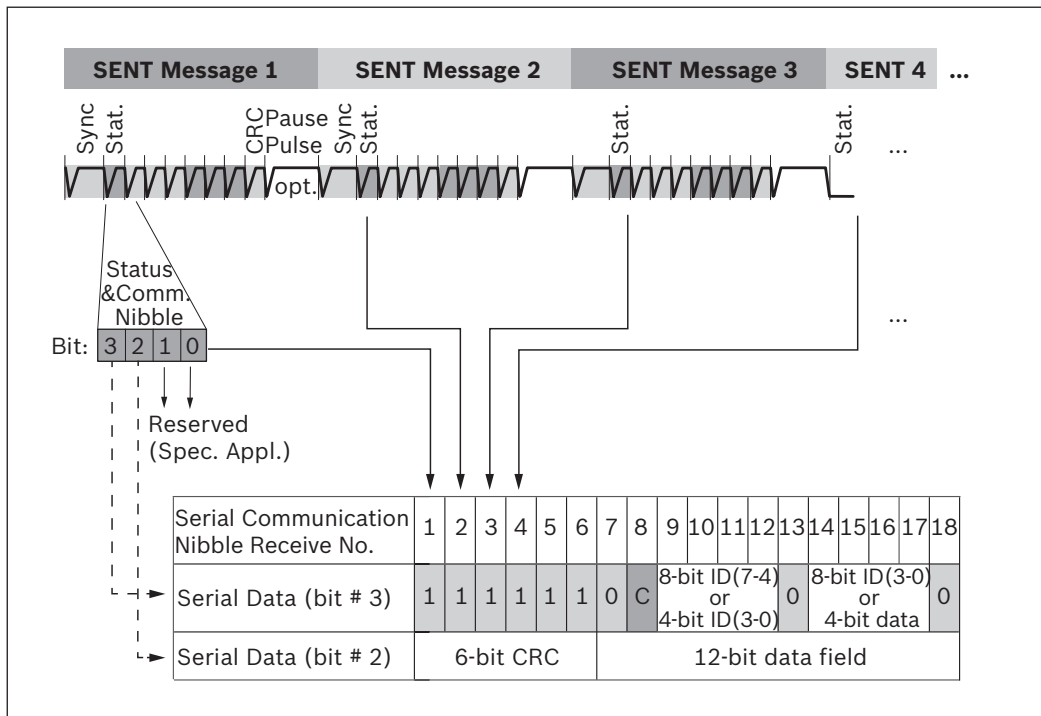 SENT Message 1 SENT Message 2 SENT Message 3 SENT 4 ...
Sync Stat. CRC Pause Pulse Sync Stat. Stat. Stat. ...
opt.
Status
&Comm.
Nibble
...
Bit: 3 2 1 0
Reserved
(Spec. Appl.)
Serial Communication
Nibble Receive No.
1 2 3 4 5 6 7 8 9 10 11 12 13 14 15 16 17 18
Serial Data (bit # 3)
1 1 1 1 1 1 0 C
8-bit ID(7-4)
or
4-bit ID(3-0)
0
8-bit ID(3-0)
or
4-bit data
0
Serial Data (bit # 2) 6-bit CRC 12-bit data field